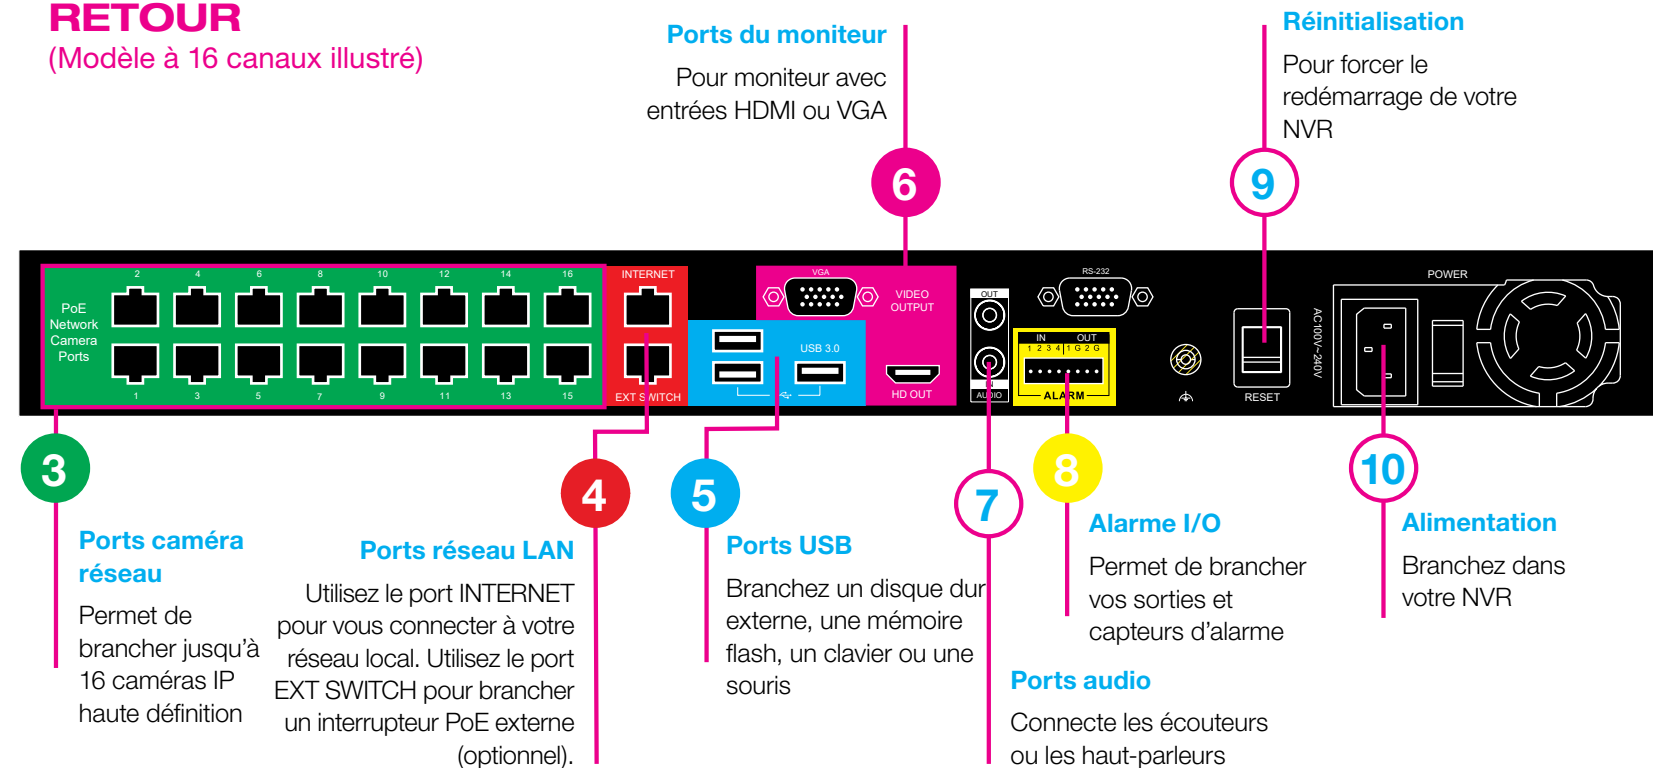 RETOUR
(Modèle à 16 canaux illustré)
Ports du moniteur
Pour moniteur avec
entrées HDMI ou VGA
6
Réinitialisation
Pour forcer le
redémarrage de votre
NVR
9
PoE
Network
Camera
Ports
2 4 6 8 10 12 14 16
1 3 5 7 9 11 13 15
INTERNET
EXT SWITCH
USB 3.0
VGA
VIDEO
OUTPUT
HD OUT
OUT
IN
AUDIO
RS-232
IN OUT
1 2 3 4 1 G 2 G
ALARM
RESET
AC100V~240V
POWER
3
Ports caméra
réseau
Permet de
brancher jusqu'à
16 caméras IP
haute définition
4
Ports réseau LAN
Utilisez le port INTERNET
pour vous connecter à votre
réseau local. Utilisez le port
EXT SWITCH pour brancher
un interrupteur PoE externe
(optionnel).
5
Ports USB
Branchez un disque dur
externe, une mémoire
flash, un clavier ou une
souris
7
Ports audio
Connecte les écouteurs
ou les haut-parleurs
8
Alarme I/O
Permet de brancher
vos sorties et
capteurs d'alarme
10
Alimentation
Branchez dans
votre NVR